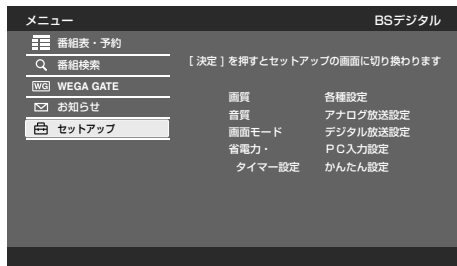 メニュー
BSデジタル
番組表・予約
番組検索
WG WEGA GATE
お知らせ
セットアップ
[ 決定 ] を押すとセットアップの画面に切り換わります
画質 各種設定
音質 アナログ放送設定
画面モード デジタル放送設定
省電力・ PC入力設定
タイマー設定 かんたん設定